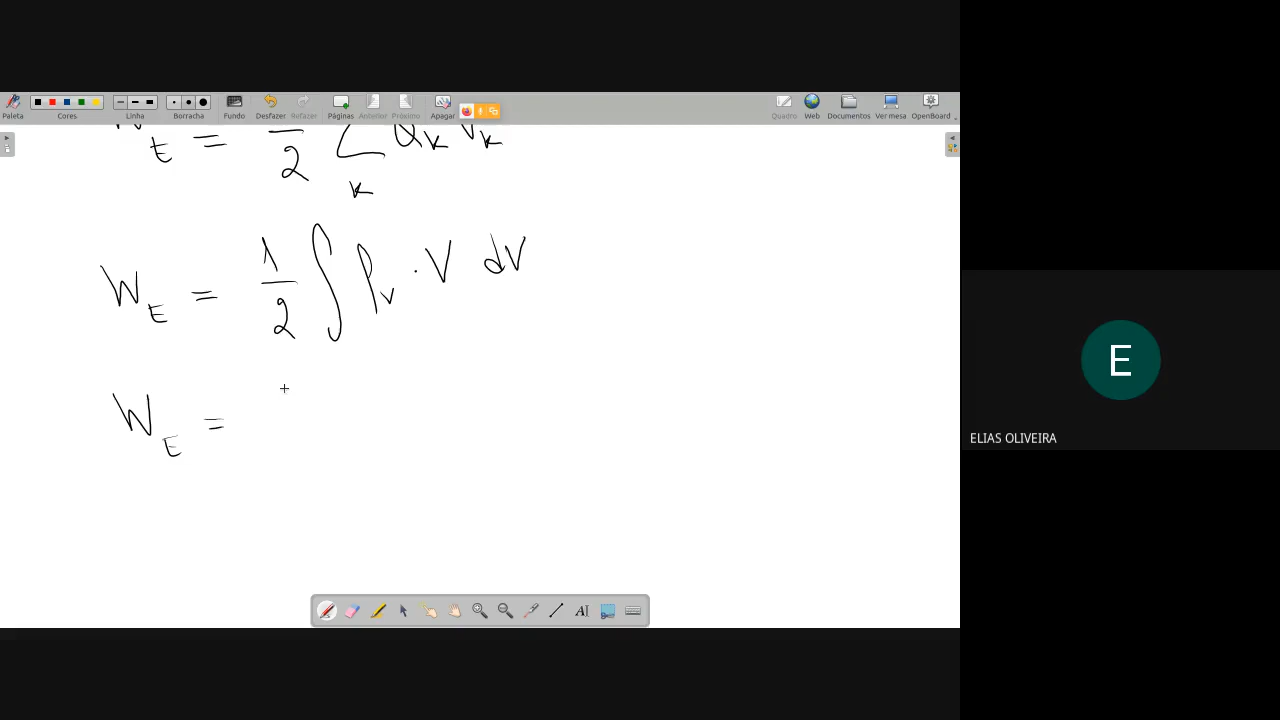 Paleta Cores Linha Borracha Fundo Desfazer Refazer Páginas Anterior Próximo Apagar Quadro Web Documentos Ver mesa OpenBoard
W_E = 1/2 Σ_k Q_k V_k
W_E = 1/2 ∫ ρ_v · V dV
W_E =
E
ELIAS OLIVEIRA